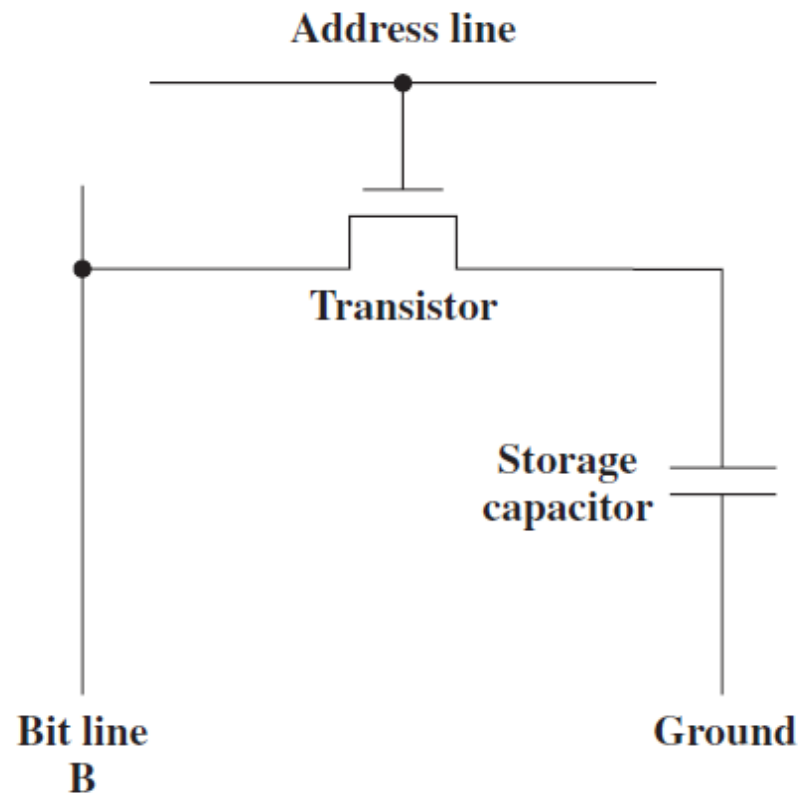 Address line
Transistor
Storage
capacitor
Bit line
B
Ground